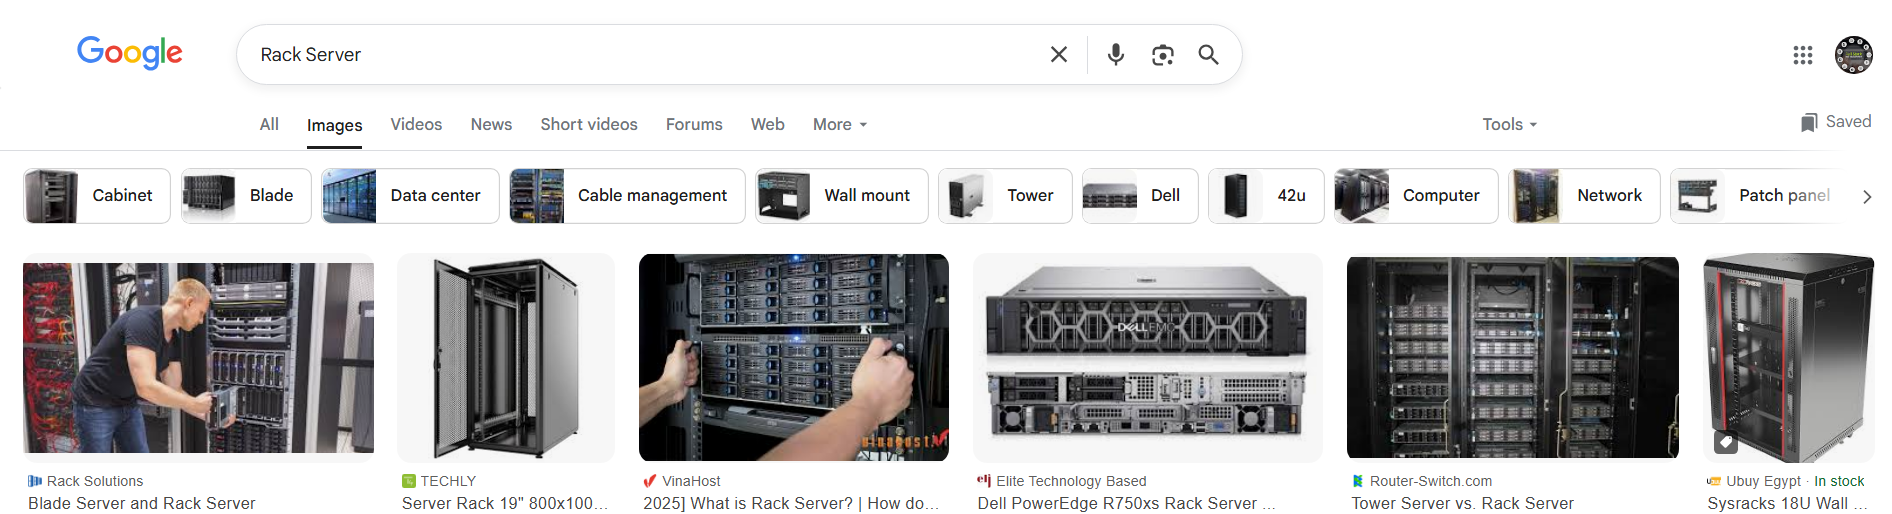 Google
Rack Server
All Images Videos News Short videos Forums Web More Tools Saved
Cabinet Blade Data center Cable management Wall mount Tower Dell 42u Computer Network Patch panel
DELLEMC
Rack Solutions
Blade Server and Rack Server
TECHLY
Server Rack 19" 800x100...
VinaHost
2025] What is Rack Server? | How do...
Elite Technology Based
Dell PowerEdge R750xs Rack Server ...
Router-Switch.com
Tower Server vs. Rack Server
Ubuy Egypt · In stock
Sysracks 18U Wall ...